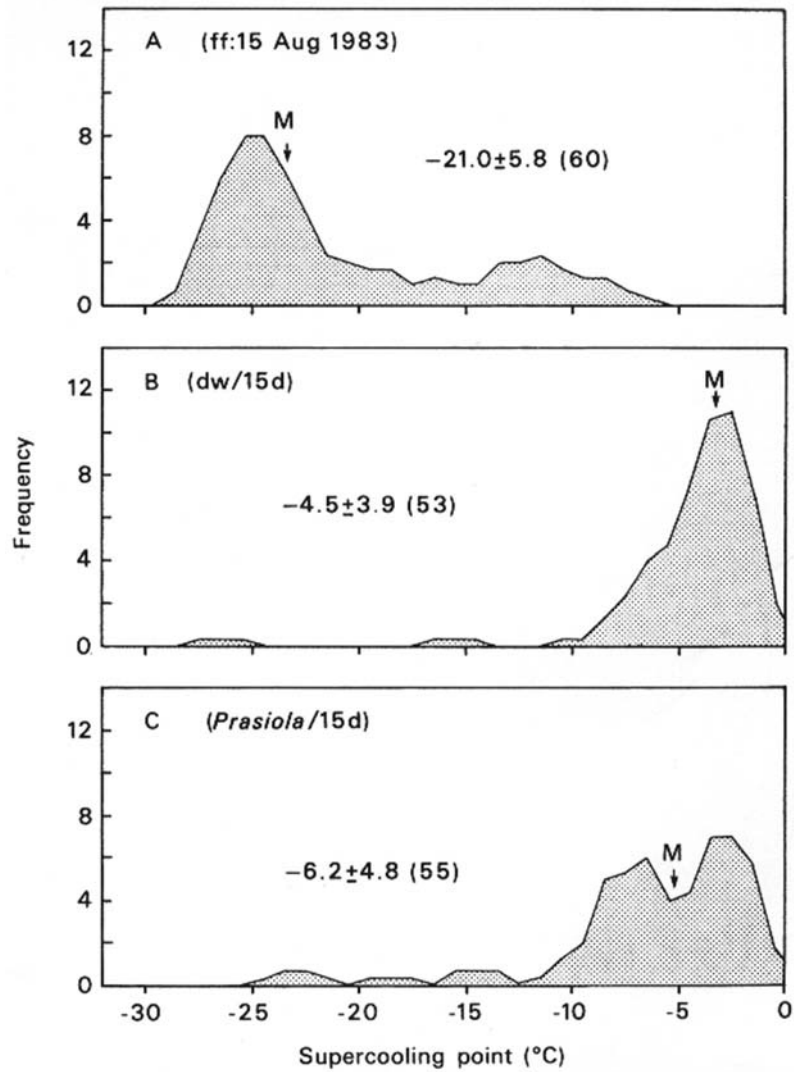 A (ff:15 Aug 1983)
12
M
8
−21.0±5.8 (60)
4
0
B (dw/15d)
M
12
8
−4.5±3.9 (53)
4
0
Frequency
C (Prasiola/15d)
12
8
M
−6.2±4.8 (55)
4
0
-30 -25 -20 -15 -10 -5 0
Supercooling point (°C)